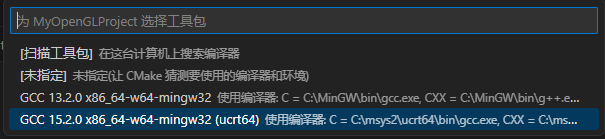 为 MyOpenGLProject 选择工具包
[扫描工具包] 在这台计算机上搜索编译器
[未指定] 未指定(让 CMake 猜测要使用的编译器和环境)
GCC 13.2.0 x86_64-w64-mingw32 使用编译器: C = C:\MinGW\bin\gcc.exe, CXX = C:\MinGW\bin\g++.e...
GCC 15.2.0 x86_64-w64-mingw32 (ucrt64) 使用编译器: C = C:\msys2\ucrt64\bin\gcc.exe, CXX = C:\ms...